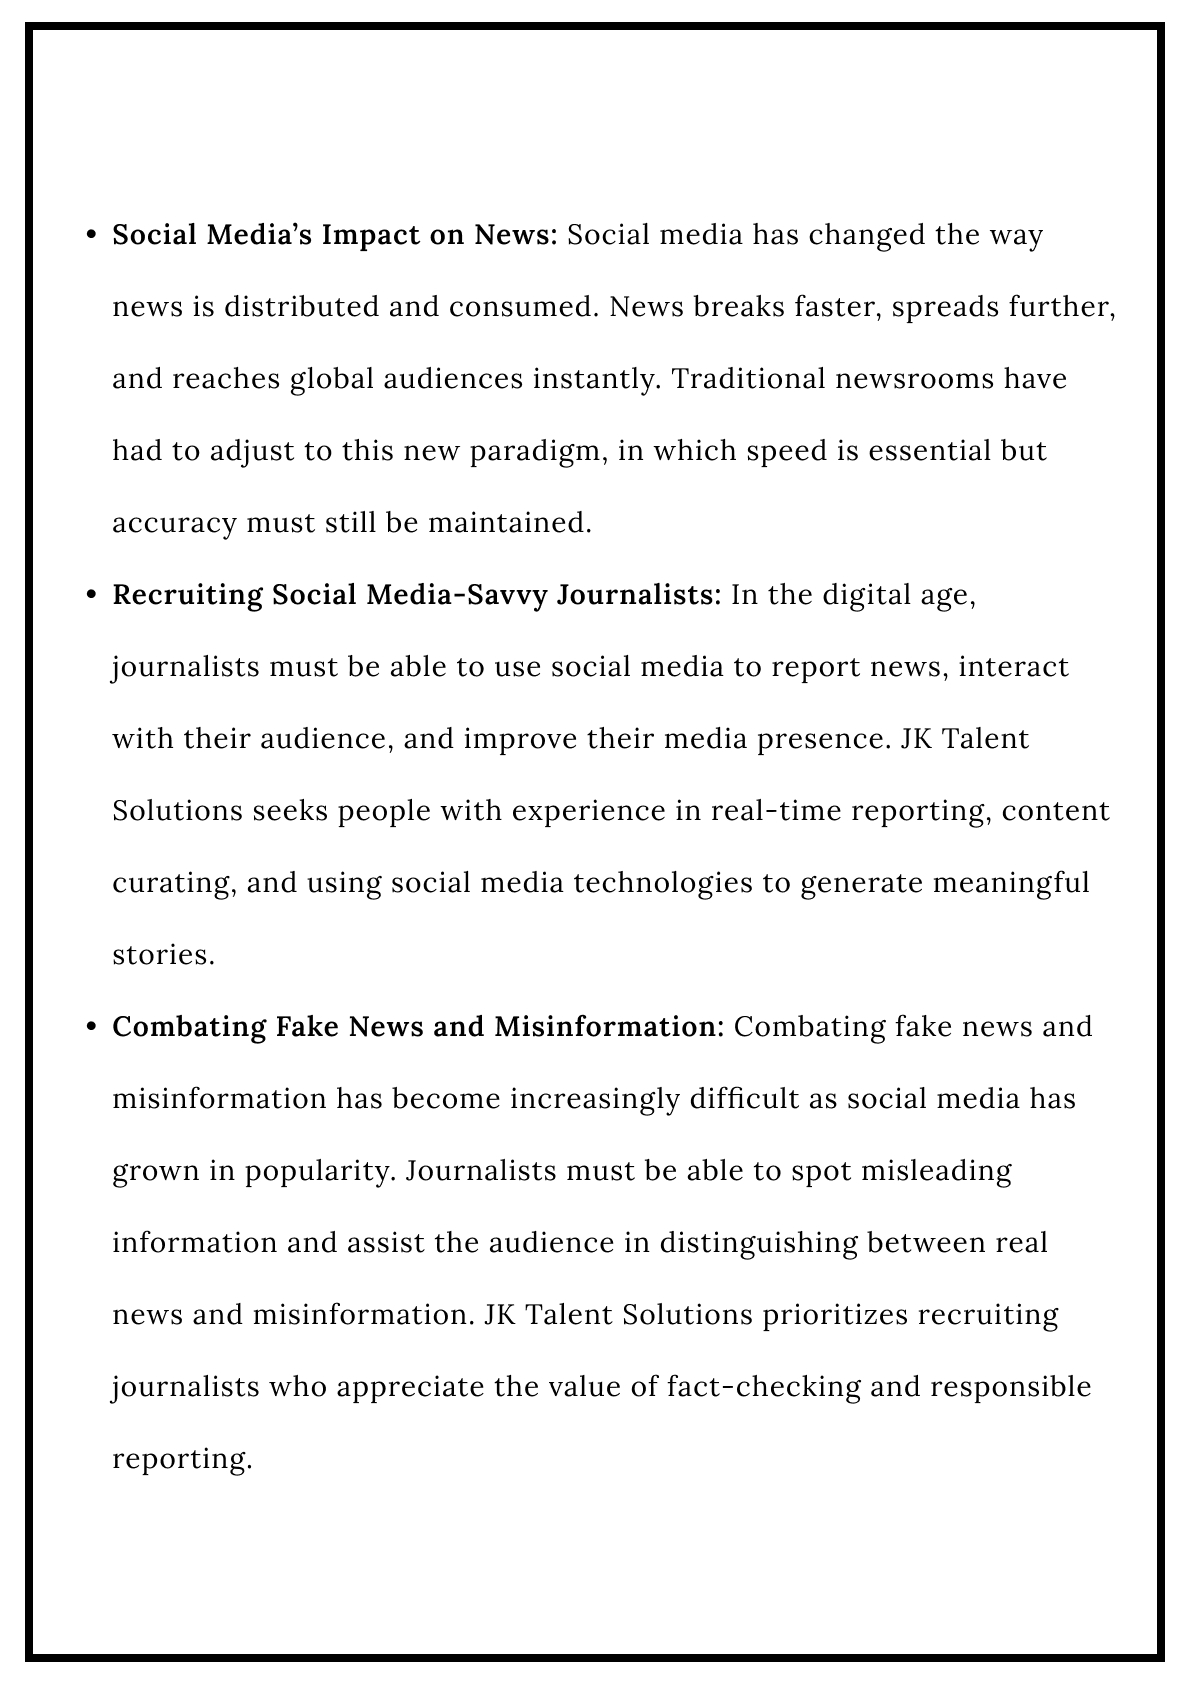 • Social Media’s Impact on News: Social media has changed the way
news is distributed and consumed. News breaks faster, spreads further,
and reaches global audiences instantly. Traditional newsrooms have
had to adjust to this new paradigm, in which speed is essential but
accuracy must still be maintained.
• Recruiting Social Media-Savvy Journalists: In the digital age,
journalists must be able to use social media to report news, interact
with their audience, and improve their media presence. JK Talent
Solutions seeks people with experience in real-time reporting, content
curating, and using social media technologies to generate meaningful
stories.
• Combating Fake News and Misinformation: Combating fake news and
misinformation has become increasingly difficult as social media has
grown in popularity. Journalists must be able to spot misleading
information and assist the audience in distinguishing between real
news and misinformation. JK Talent Solutions prioritizes recruiting
journalists who appreciate the value of fact-checking and responsible
reporting.